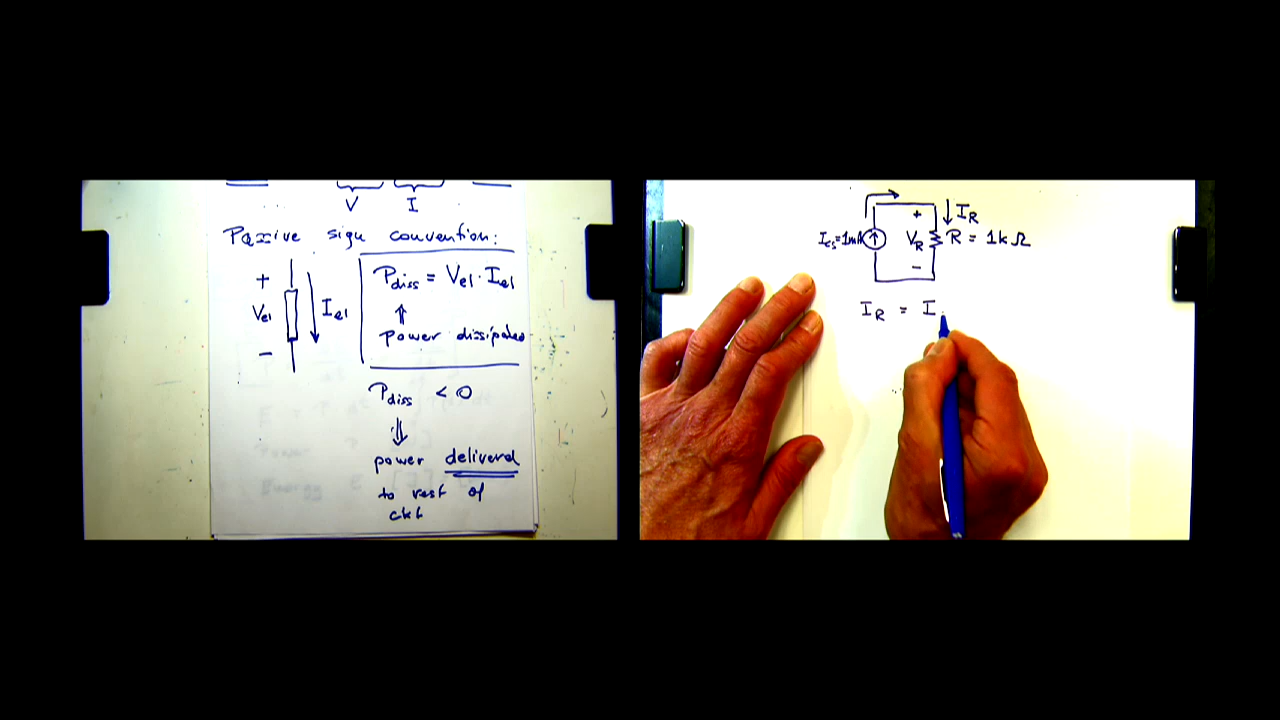 V I
Passive sign convention:
+
Vel
−
Iel
Pdiss = Vel · Iel
⇑
power dissipated
Pdiss < 0
⇓
power delivered
to rest of
ckt
Ics=1mA
+
VR
−
IR
R = 1kΩ
IR = I